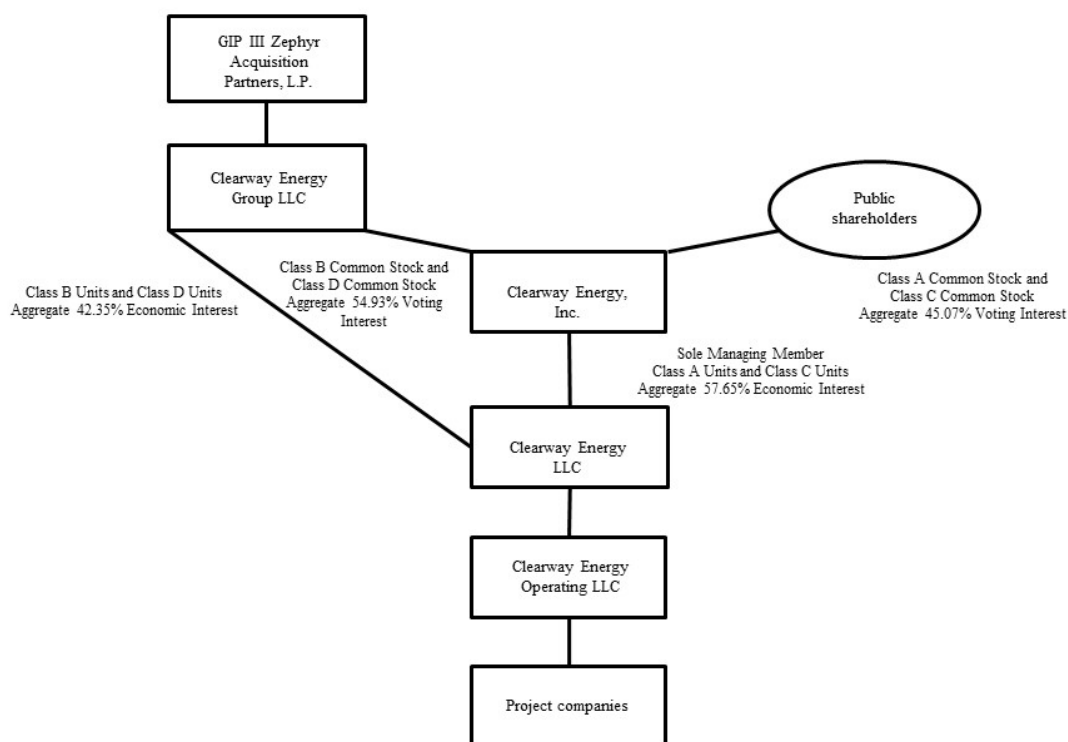 GIP III Zephyr
Acquisition
Partners, L.P.
Clearway Energy
Group LLC
Public
shareholders
Class B Common Stock and
Class D Common Stock
Aggregate 54.93% Voting
Interest
Class B Units and Class D Units
Aggregate 42.35% Economic Interest
Clearway Energy,
Inc.
Class A Common Stock and
Class C Common Stock
Aggregate 45.07% Voting Interest
Sole Managing Member
Class A Units and Class C Units
Aggregate 57.65% Economic Interest
Clearway Energy
LLC
Clearway Energy
Operating LLC
Project companies